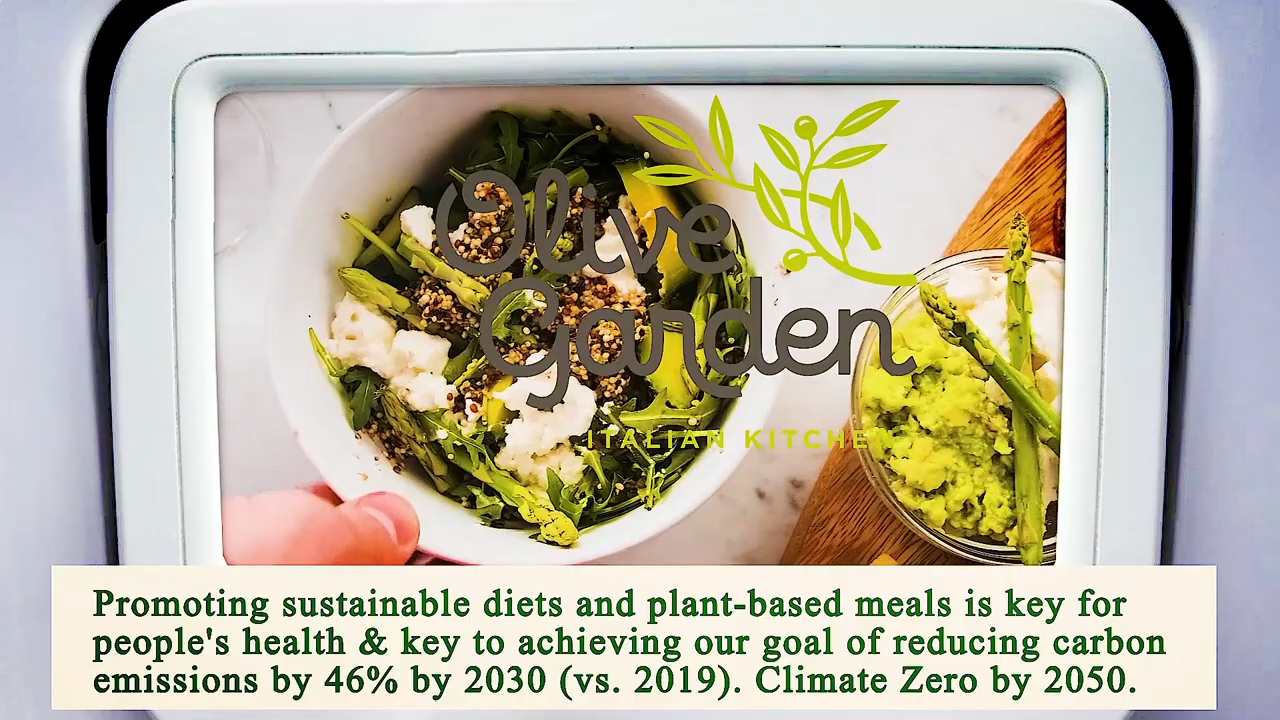 Olive
Garden
ITALIAN KITCHEN
Promoting sustainable diets and plant-based meals is key for
people's health & key to achieving our goal of reducing carbon
emissions by 46% by 2030 (vs. 2019). Climate Zero by 2050.